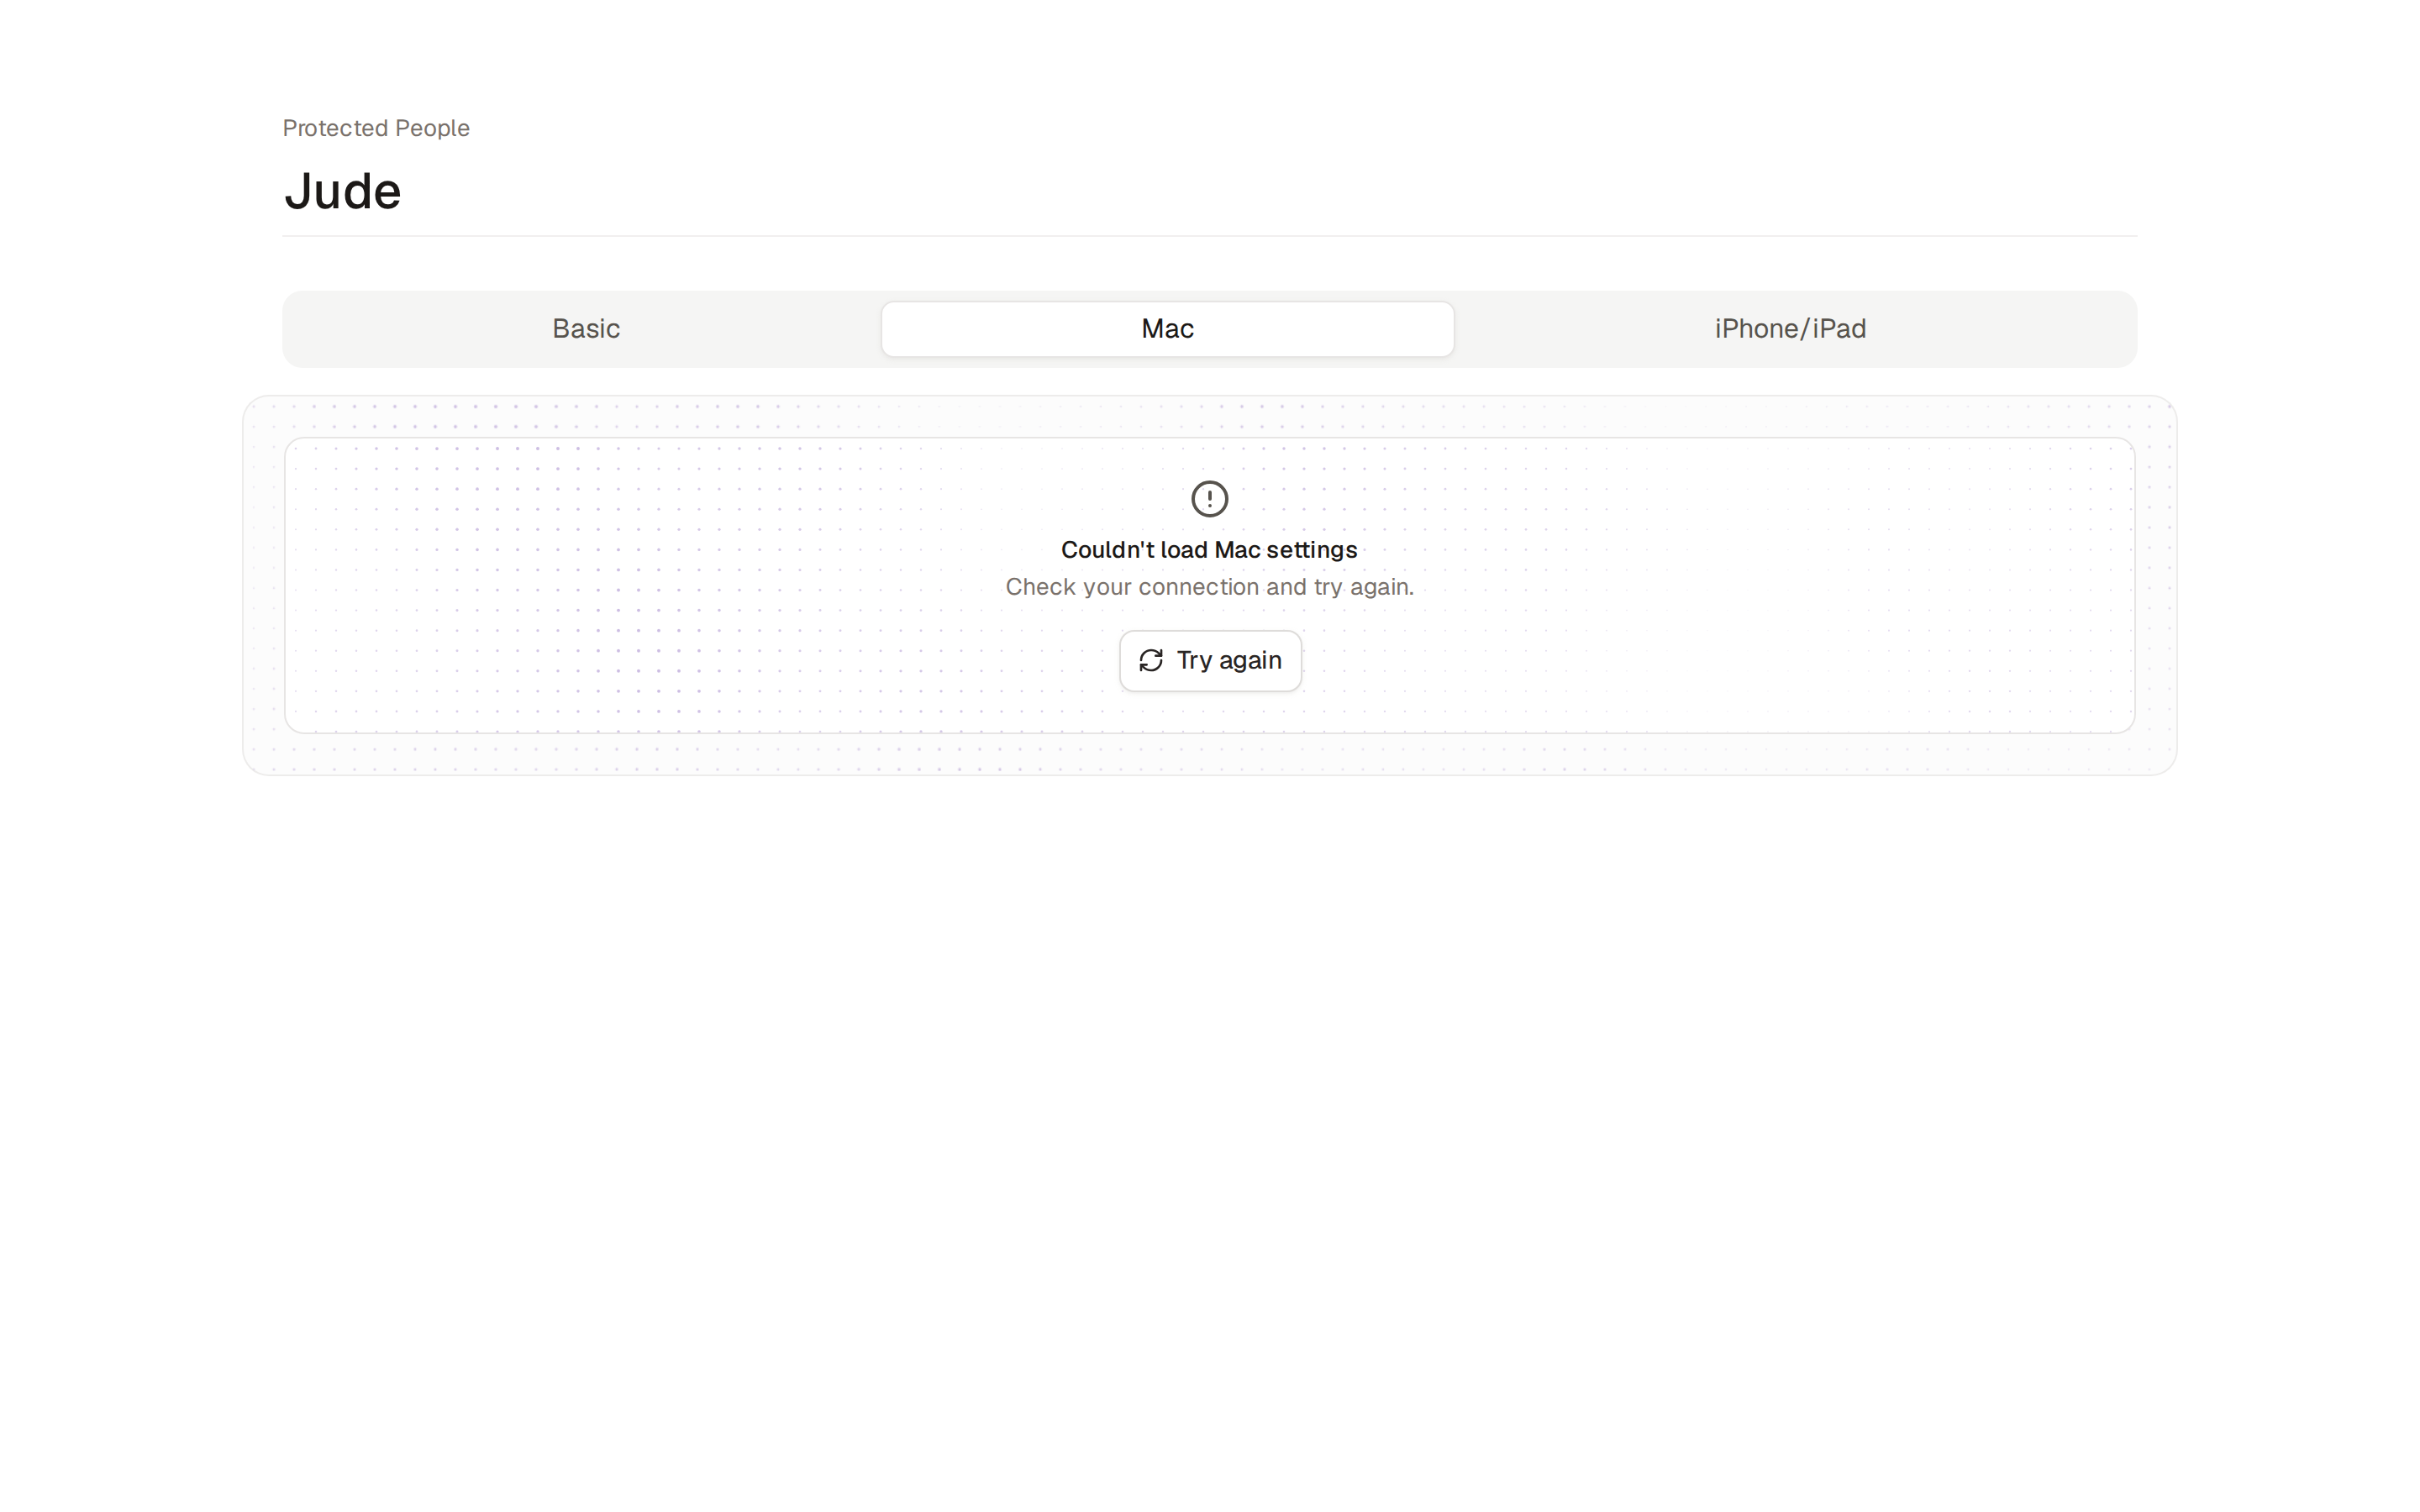 Protected People
Jude
Basic Mac iPhone/iPad
Couldn't load Mac settings
Check your connection and try again.
Try again